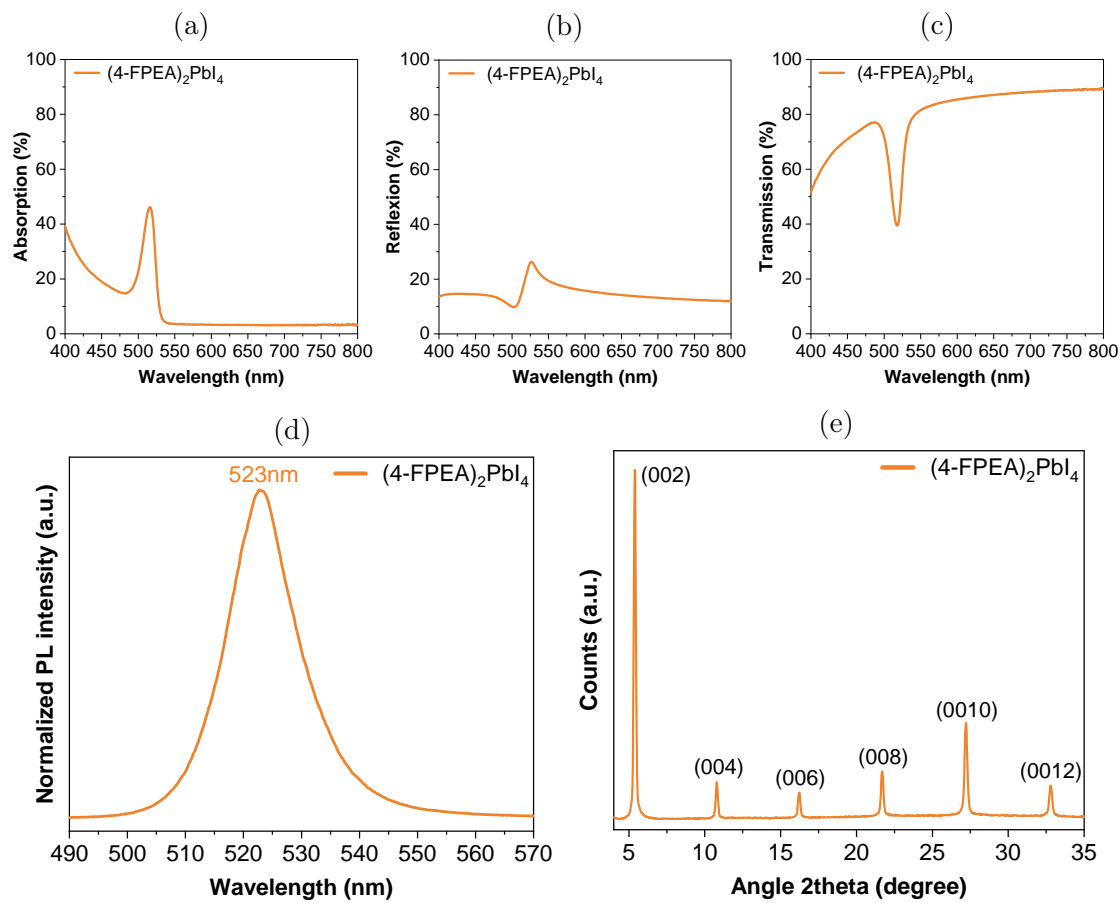 (a)
(4-FPEA)₂PbI₄
100
80
60
40
20
0
Absorption (%)
400 450 500 550 600 650 700 750 800
Wavelength (nm)
(b)
(4-FPEA)₂PbI₄
100
80
60
40
20
0
Reflexion (%)
400 450 500 550 600 650 700 750 800
Wavelength (nm)
(c)
(4-FPEA)₂PbI₄
100
80
60
40
20
0
Transmission (%)
400 450 500 550 600 650 700 750 800
Wavelength (nm)
(d)
523nm
(4-FPEA)₂PbI₄
Normalized PL intensity (a.u.)
490 500 510 520 530 540 550 560 570
Wavelength (nm)
(e)
(4-FPEA)₂PbI₄
(002)
(004)
(006)
(008)
(0010)
(0012)
Counts (a.u.)
5 10 15 20 25 30 35
Angle 2theta (degree)